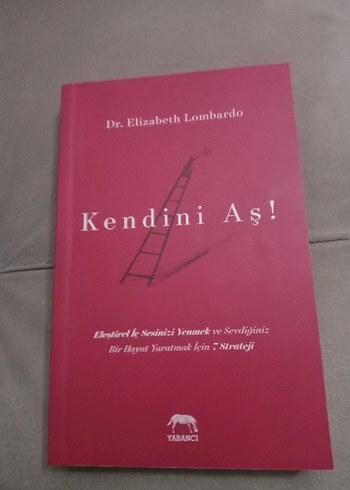 Dr. Elizabeth Lombardo
Kendini Aş!
Eleştirel İç Sesinizi Yenmek ve Sevdiğiniz
Bir Hayat Yaratmak İçin 7 Strateji
YABANCI